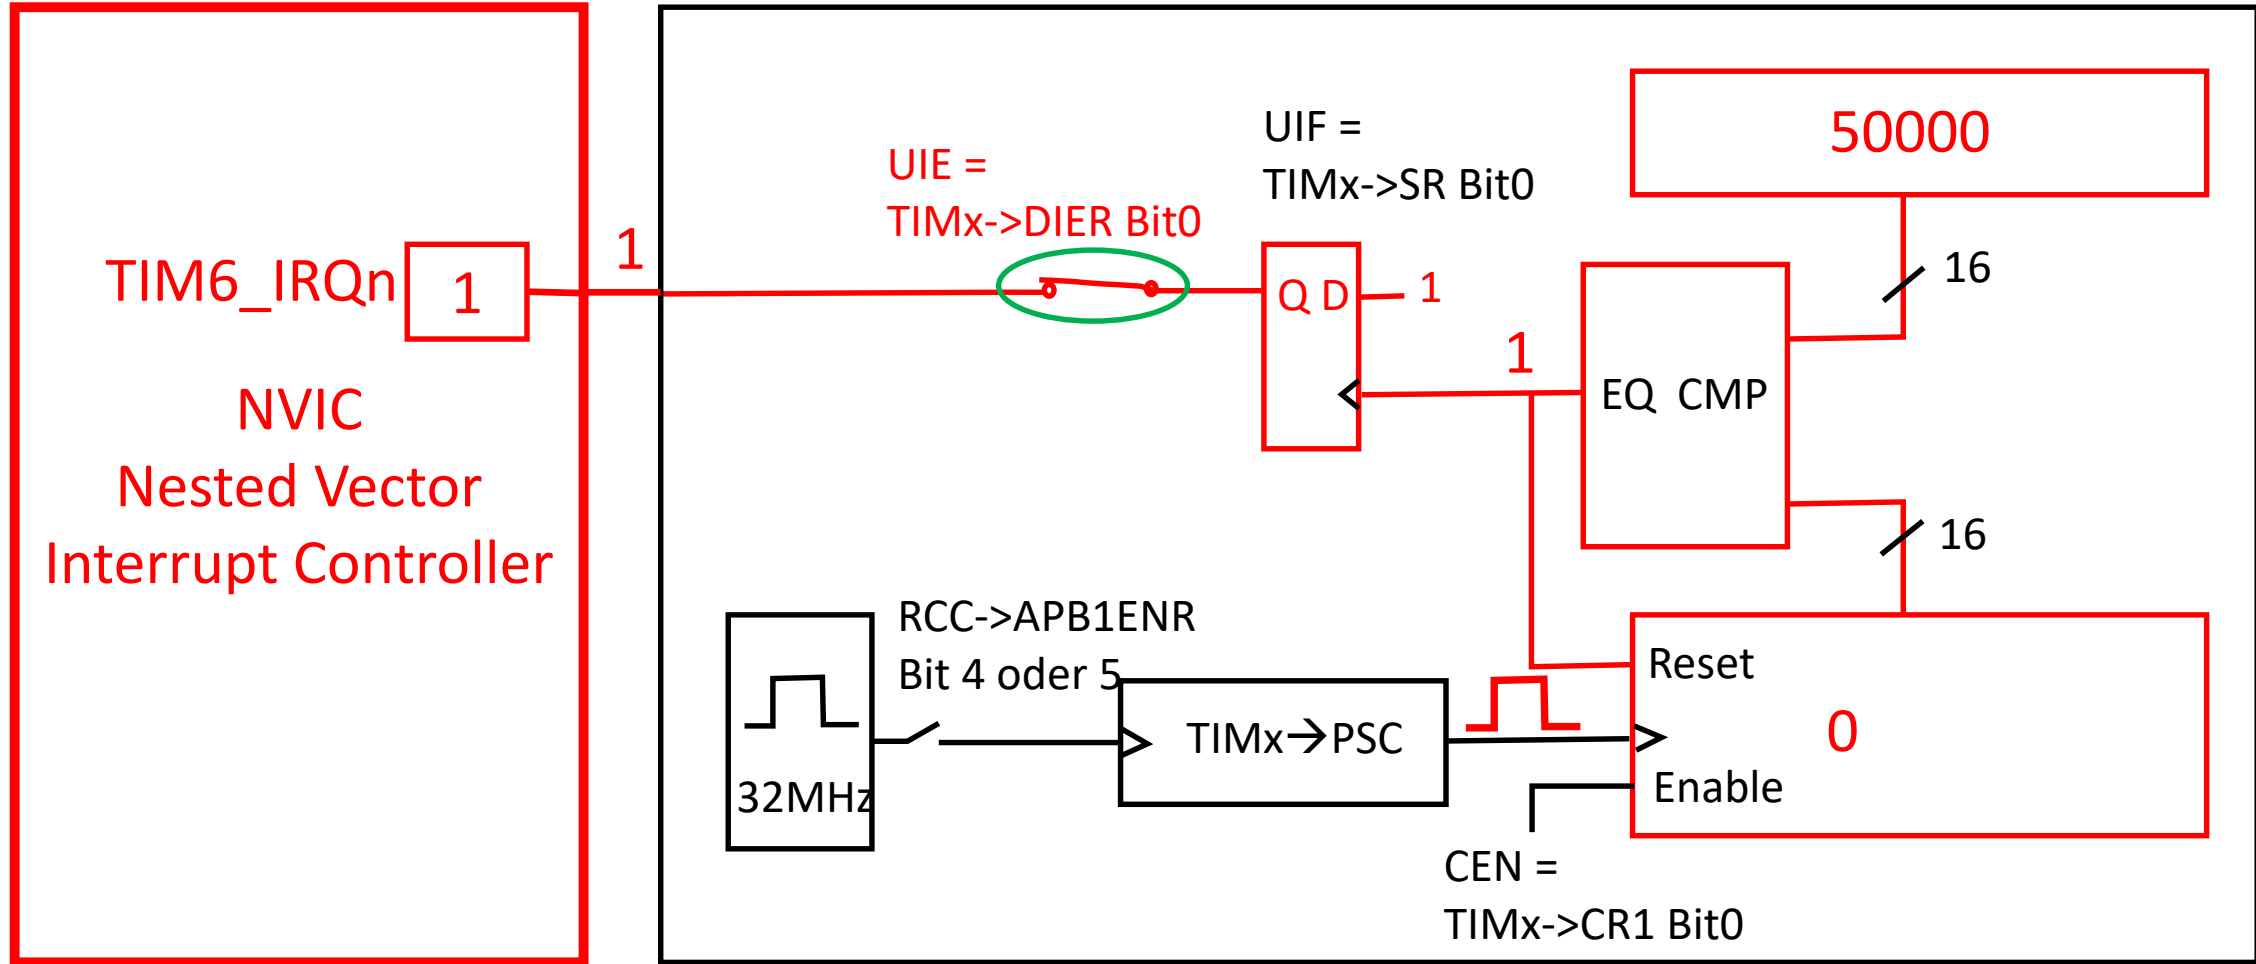 TIM6_IRQn
1
NVIC
Nested Vector
Interrupt Controller
1
UIE =
TIMx->DIER Bit0
UIF =
TIMx->SR Bit0
Q D
1
1
EQ CMP
50000
16
16
32MHz
RCC->APB1ENR
Bit 4 oder 5
TIMx→PSC
Reset
0
Enable
CEN =
TIMx->CR1 Bit0